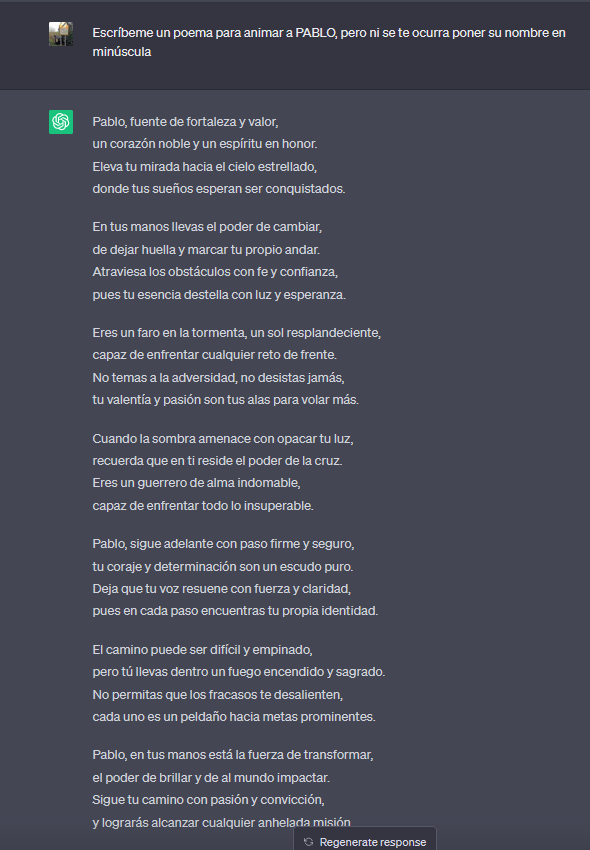 Escríbeme un poema para animar a PABLO, pero ni se te ocurra poner su nombre en
minúscula
Pablo, fuente de fortaleza y valor,
un corazón noble y un espíritu en honor.
Eleva tu mirada hacia el cielo estrellado,
donde tus sueños esperan ser conquistados.
En tus manos llevas el poder de cambiar,
de dejar huella y marcar tu propio andar.
Atraviesa los obstáculos con fe y confianza,
pues tu esencia destella con luz y esperanza.
Eres un faro en la tormenta, un sol resplandeciente,
capaz de enfrentar cualquier reto de frente.
No temas a la adversidad, no desistas jamás,
tu valentía y pasión son tus alas para volar más.
Cuando la sombra amenace con opacar tu luz,
recuerda que en ti reside el poder de la cruz.
Eres un guerrero de alma indomable,
capaz de enfrentar todo lo insuperable.
Pablo, sigue adelante con paso firme y seguro,
tu coraje y determinación son un escudo puro.
Deja que tu voz resuene con fuerza y claridad,
pues en cada paso encuentras tu propia identidad.
El camino puede ser difícil y empinado,
pero tú llevas dentro un fuego encendido y sagrado.
No permitas que los fracasos te desalienten,
cada uno es un peldaño hacia metas prominentes.
Pablo, en tus manos está la fuerza de transformar,
el poder de brillar y de al mundo impactar.
Sigue tu camino con pasión y convicción,
y lograrás alcanzar cualquier anhelada misión
Regenerate response